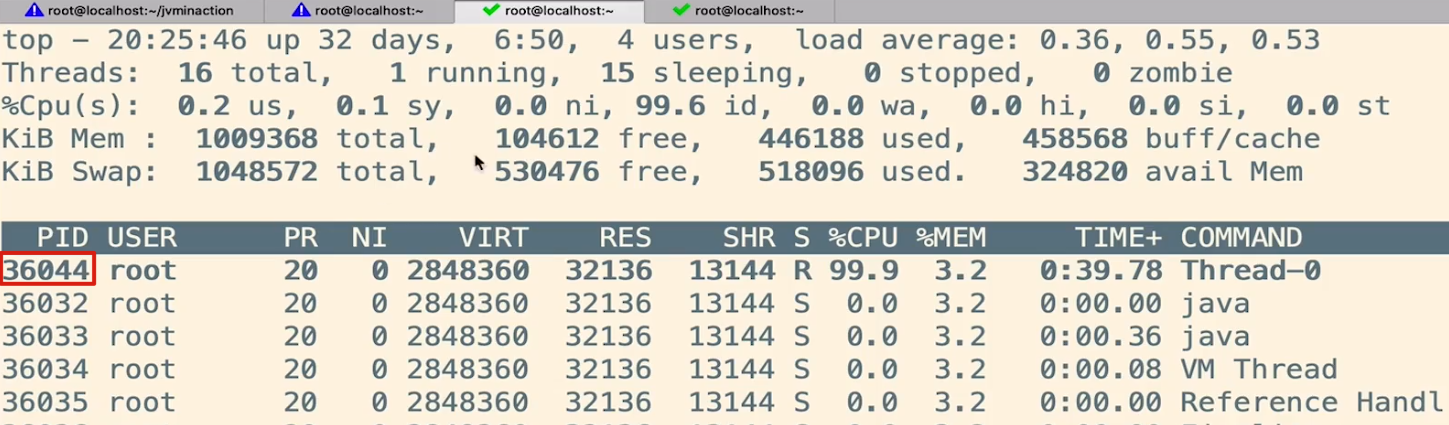 root@localhost:~/jvminaction root@localhost:~ root@localhost:~ root@localhost:~
top - 20:25:46 up 32 days, 6:50, 4 users, load average: 0.36, 0.55, 0.53
Threads: 16 total, 1 running, 15 sleeping, 0 stopped, 0 zombie
%Cpu(s): 0.2 us, 0.1 sy, 0.0 ni, 99.6 id, 0.0 wa, 0.0 hi, 0.0 si, 0.0 st
KiB Mem : 1009368 total, 104612 free, 446188 used, 458568 buff/cache
KiB Swap: 1048572 total, 530476 free, 518096 used. 324820 avail Mem
PID USER PR NI VIRT RES SHR S %CPU %MEM TIME+ COMMAND
36044 root 20 0 2848360 32136 13144 R 99.9 3.2 0:39.78 Thread-0
36032 root 20 0 2848360 32136 13144 S 0.0 3.2 0:00.00 java
36033 root 20 0 2848360 32136 13144 S 0.0 3.2 0:00.36 java
36034 root 20 0 2848360 32136 13144 S 0.0 3.2 0:00.08 VM Thread
36035 root 20 0 2848360 32136 13144 S 0.0 3.2 0:00.00 Reference Handl